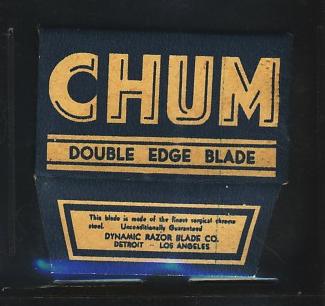 CHUM
DOUBLE EDGE BLADE
This blade is made of the finest surgical chrome
steel. Unconditionally Guaranteed
DYNAMIC RAZOR BLADE CO.
DETROIT - LOS ANGELES